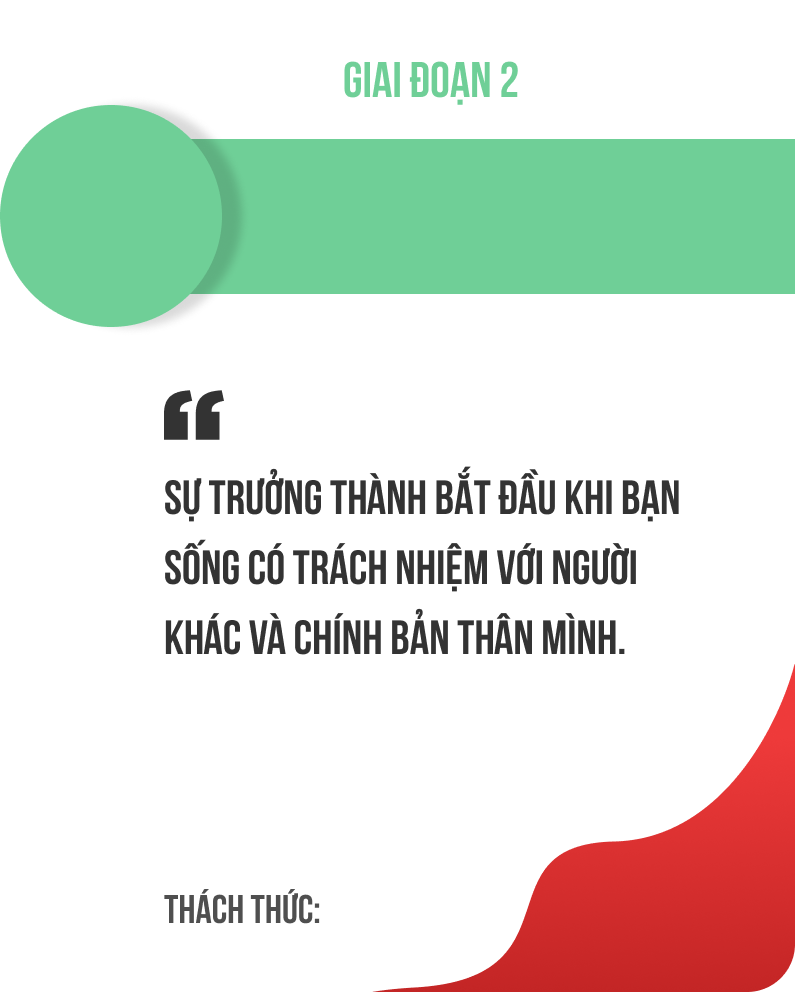 GIAI ĐOẠN 2
“
SỰ TRƯỞNG THÀNH BẮT ĐẦU KHI BẠN
SỐNG CÓ TRÁCH NHIỆM VỚI NGƯỜI
KHÁC VÀ CHÍNH BẢN THÂN MÌNH.
THÁCH THỨC: